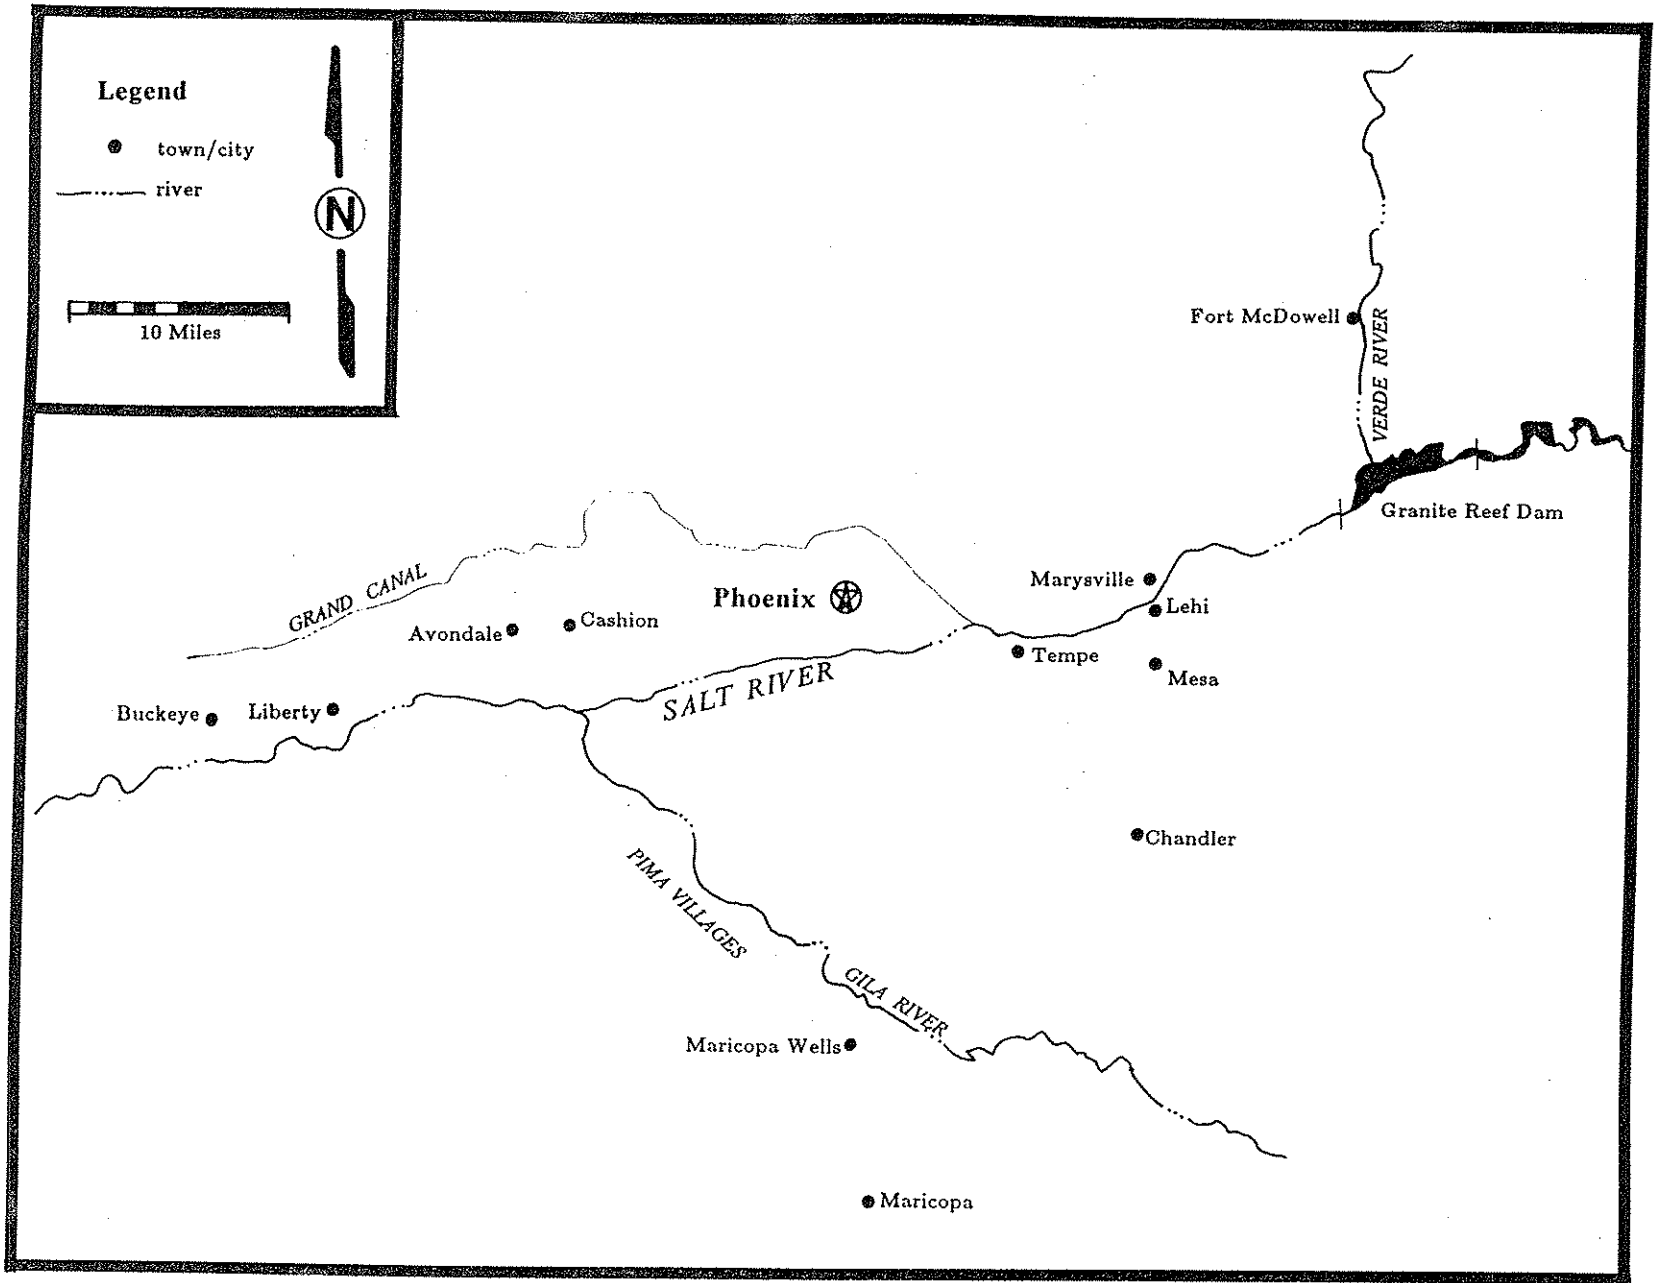 Legend
town/city
river
N
10 Miles
Fort McDowell
VERDE RIVER
Granite Reef Dam
GRAND CANAL
Phoenix
Marysville
Lehi
Avondale
Cashion
Tempe
Mesa
SALT RIVER
Buckeye
Liberty
Chandler
PIMA VILLAGES
GILA RIVER
Maricopa Wells
Maricopa